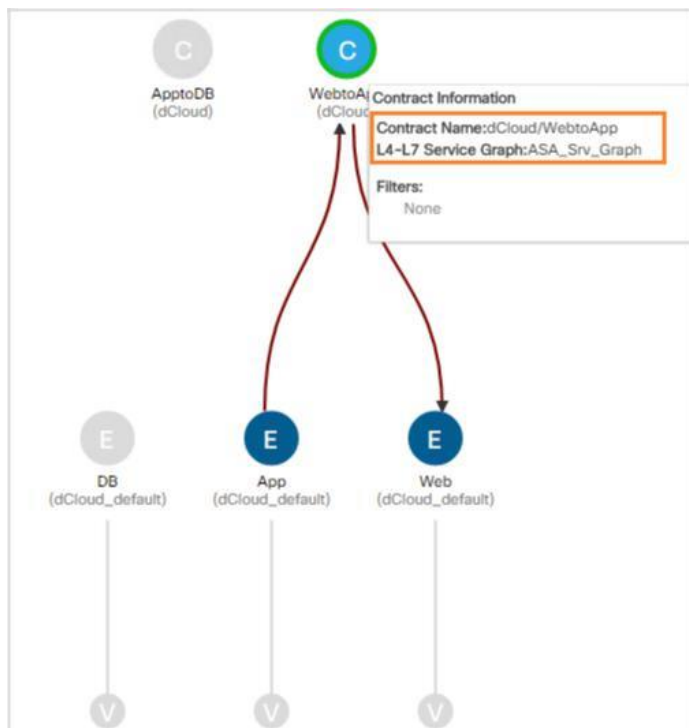 C
C
ApptoDB
(dCloud)
(dCloud
Contract Information
Contract Name:dCloud/WebtoApp
L4-L7 Service Graph:ASA_Srv_Graph
Filters:
None
E
E
E
DB
(dCloud_default)
App
(dCloud_default)
Web
(dCloud_default)
V
V
V